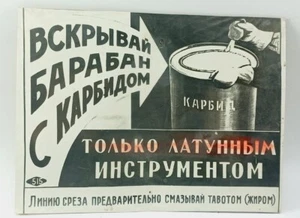 ВСКРЫВАЙ
БАРАБАН
С КАРБИДОМ
КАРБИД
ТОЛЬКО ЛАТУННЫМ
ИНСТРУМЕНТОМ
ЛИНИЮ СРЕЗА ПРЕДВАРИТЕЛЬНО СМАЗЫВАЙ ТАВОТОМ (ЖИРОМ)